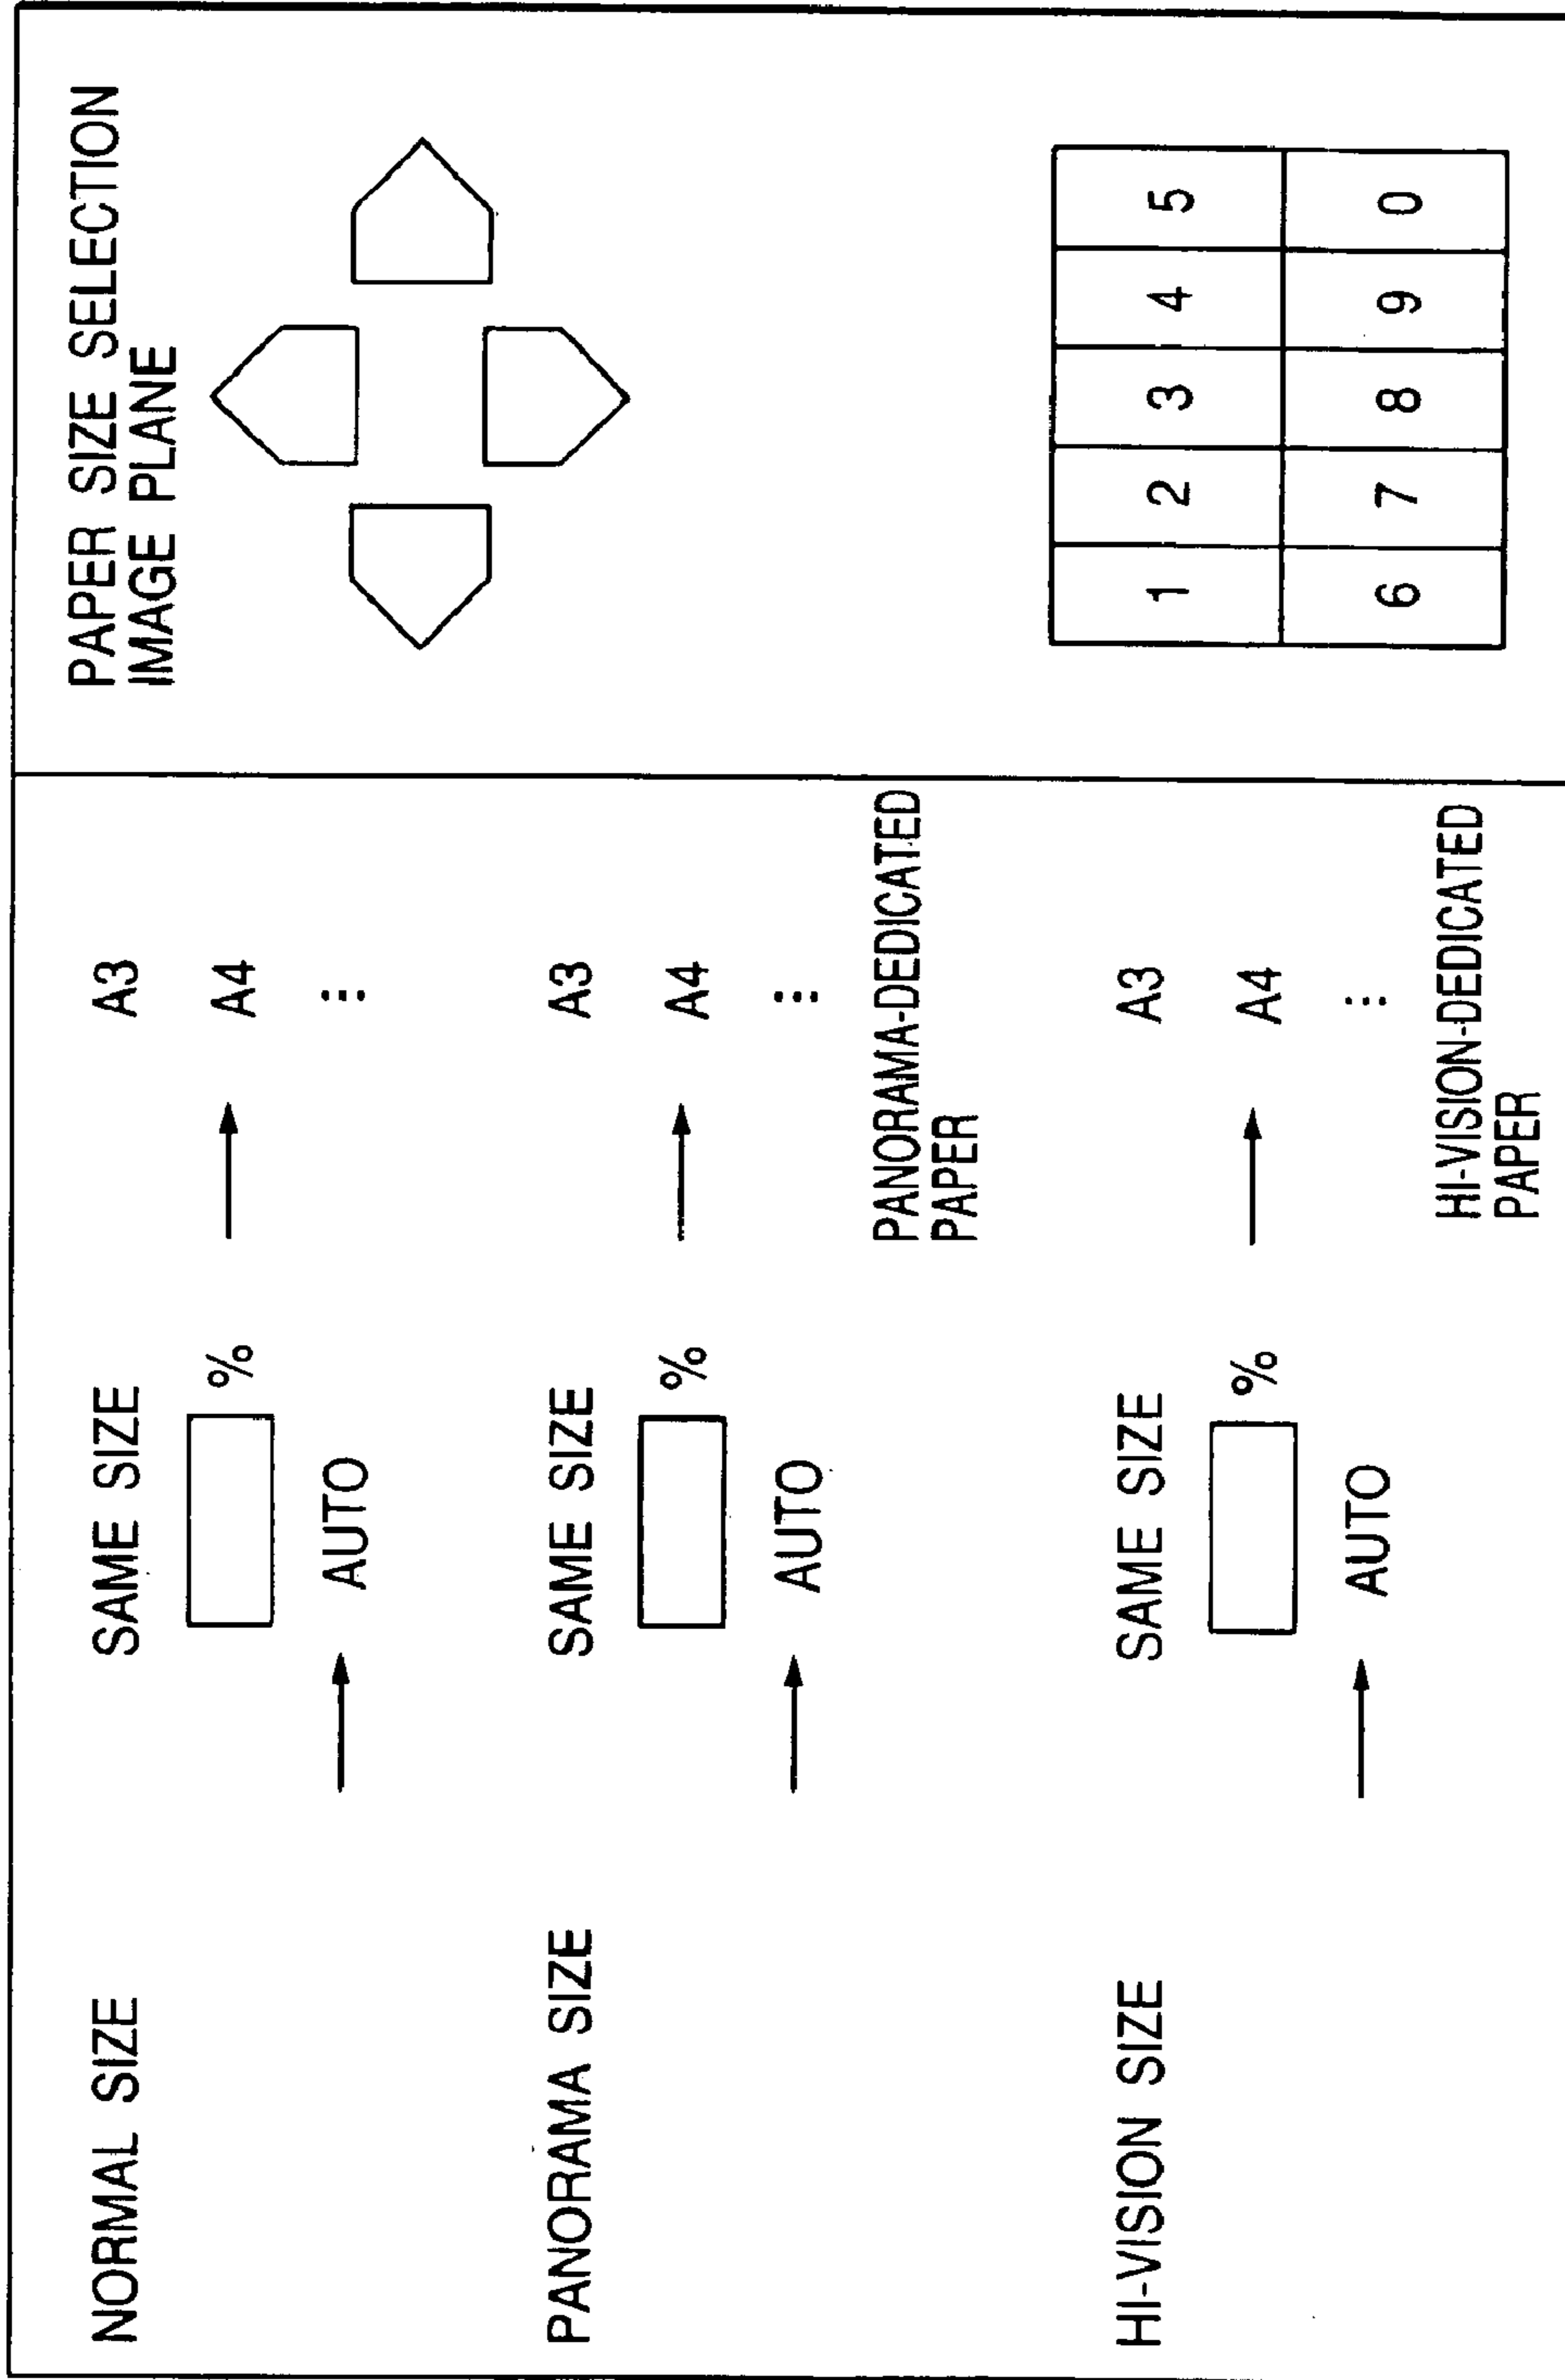 NORMAL SIZE
SAME SIZE
%
AUTO
A3
A4
⋮
PANORAMA SIZE
SAME SIZE
%
AUTO
A3
A4
⋮
PANORAMA-DEDICATED
PAPER
HI-VISION SIZE
SAME SIZE
%
AUTO
A3
A4
⋮
HI-VISION-DEDICATED
PAPER
PAPER SIZE SELECTION
IMAGE PLANE
1 2 3 4 5
6 7 8 9 0